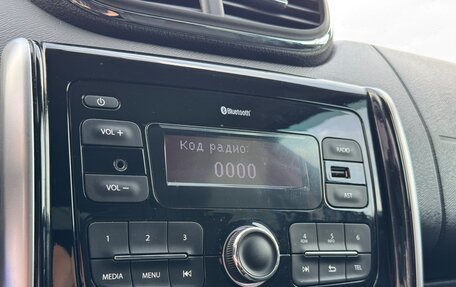 Bluetooth
VOL +
Код радио:
RADIO
0000
VOL −
AST
1 2 3 4 5 6
MEDIA MENU TEL